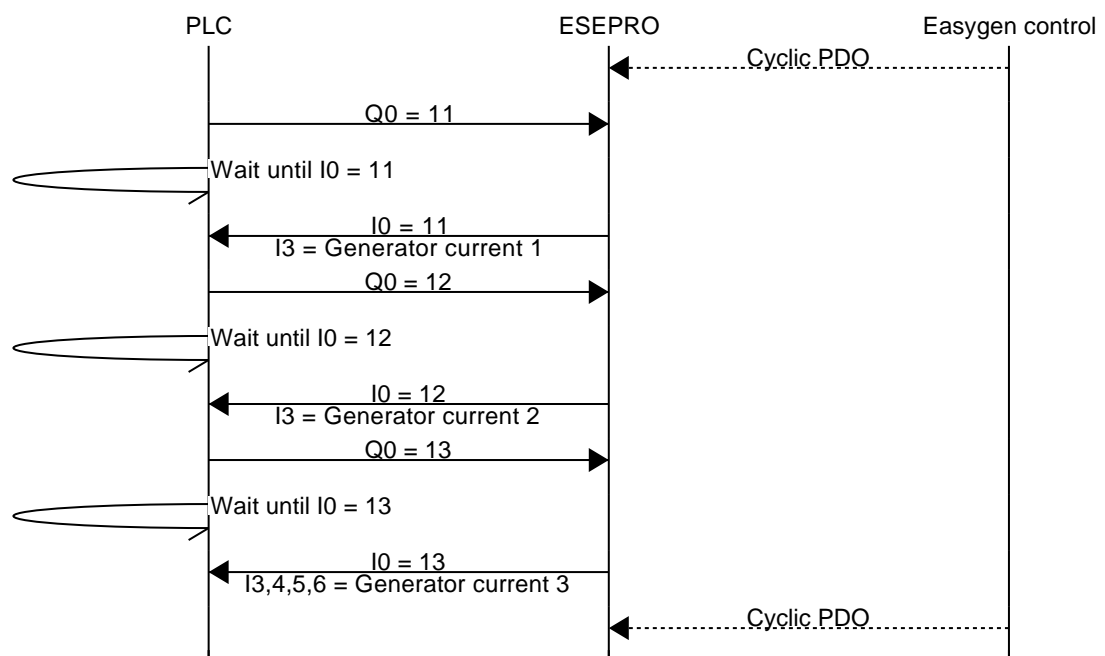 PLC
ESEPRO
Easygen control
Cyclic PDO
Q0 = 11
Wait until I0 = 11
I0 = 11
I3 = Generator current 1
Q0 = 12
Wait until I0 = 12
I0 = 12
I3 = Generator current 2
Q0 = 13
Wait until I0 = 13
I0 = 13
I3,4,5,6 = Generator current 3
Cyclic PDO